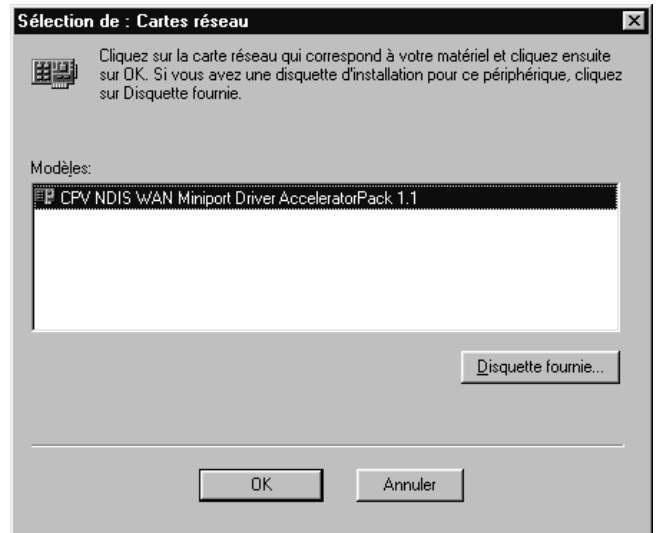 Sélection de : Cartes réseau
Cliquez sur la carte réseau qui correspond à votre matériel et cliquez ensuite
sur OK. Si vous avez une disquette d'installation pour ce périphérique, cliquez
sur Disquette fournie.
Modèles:
CPV NDIS WAN Miniport Driver AcceleratorPack 1.1
Disquette fournie...
OK
Annuler